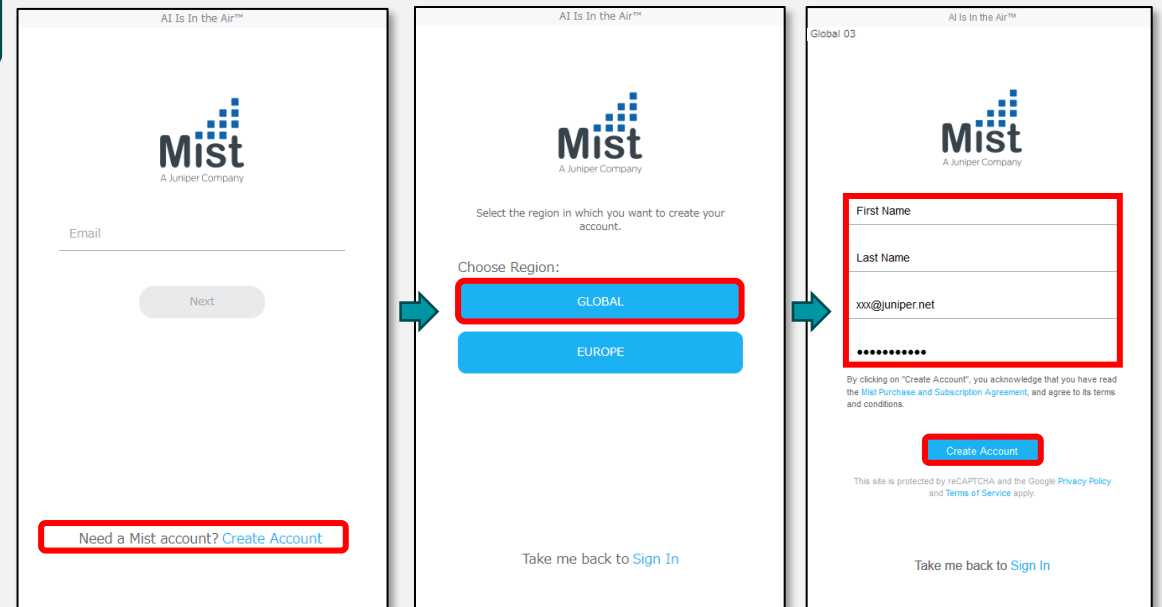 AI Is In the Air™
Mist
A Juniper Company
Email
Next
Need a Mist account? Create Account
AI Is In the Air™
Mist
A Juniper Company
Select the region in which you want to create your
account.
Choose Region:
GLOBAL
EUROPE
Take me back to Sign In
AI Is In the Air™
Global 03
Mist
A Juniper Company
First Name
Last Name
xxx@juniper.net
•••••••••••
By clicking on "Create Account", you acknowledge that you have read
the Mist Purchase and Subscription Agreement, and agree to its terms
and conditions.
Create Account
This site is protected by reCAPTCHA and the Google Privacy Policy
and Terms of Service apply.
Take me back to Sign In